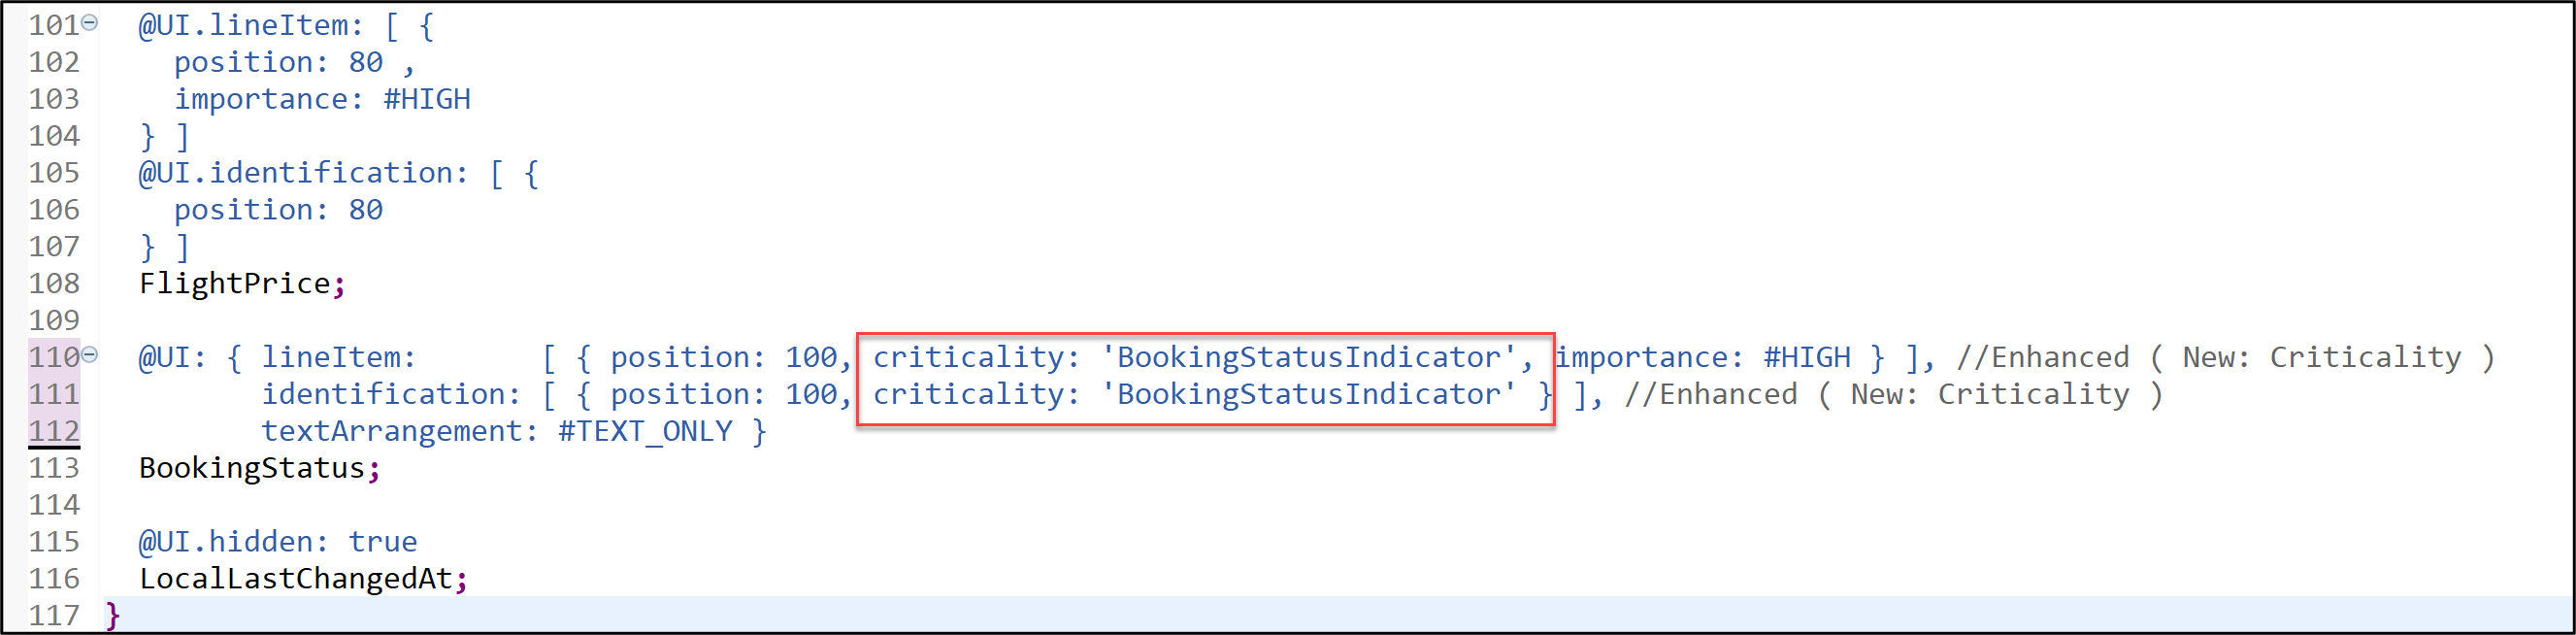 101 @UI.lineItem: [ {
102 position: 80 ,
103 importance: #HIGH
104 } ]
105 @UI.identification: [ {
106 position: 80
107 } ]
108 FlightPrice;
109
110 @UI: { lineItem: [ { position: 100, criticality: 'BookingStatusIndicator', importance: #HIGH } ], //Enhanced ( New: Criticality )
111 identification: [ { position: 100, criticality: 'BookingStatusIndicator' } ], //Enhanced ( New: Criticality )
112 textArrangement: #TEXT_ONLY }
113 BookingStatus;
114
115 @UI.hidden: true
116 LocalLastChangedAt;
117 }